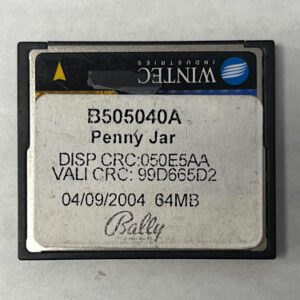 WINTEC
INDUSTRIES
B505040A
Penny Jar
DISP CRC:050E5AA
VALI CRC: 99D665D2
04/09/2004 64MB
Bally